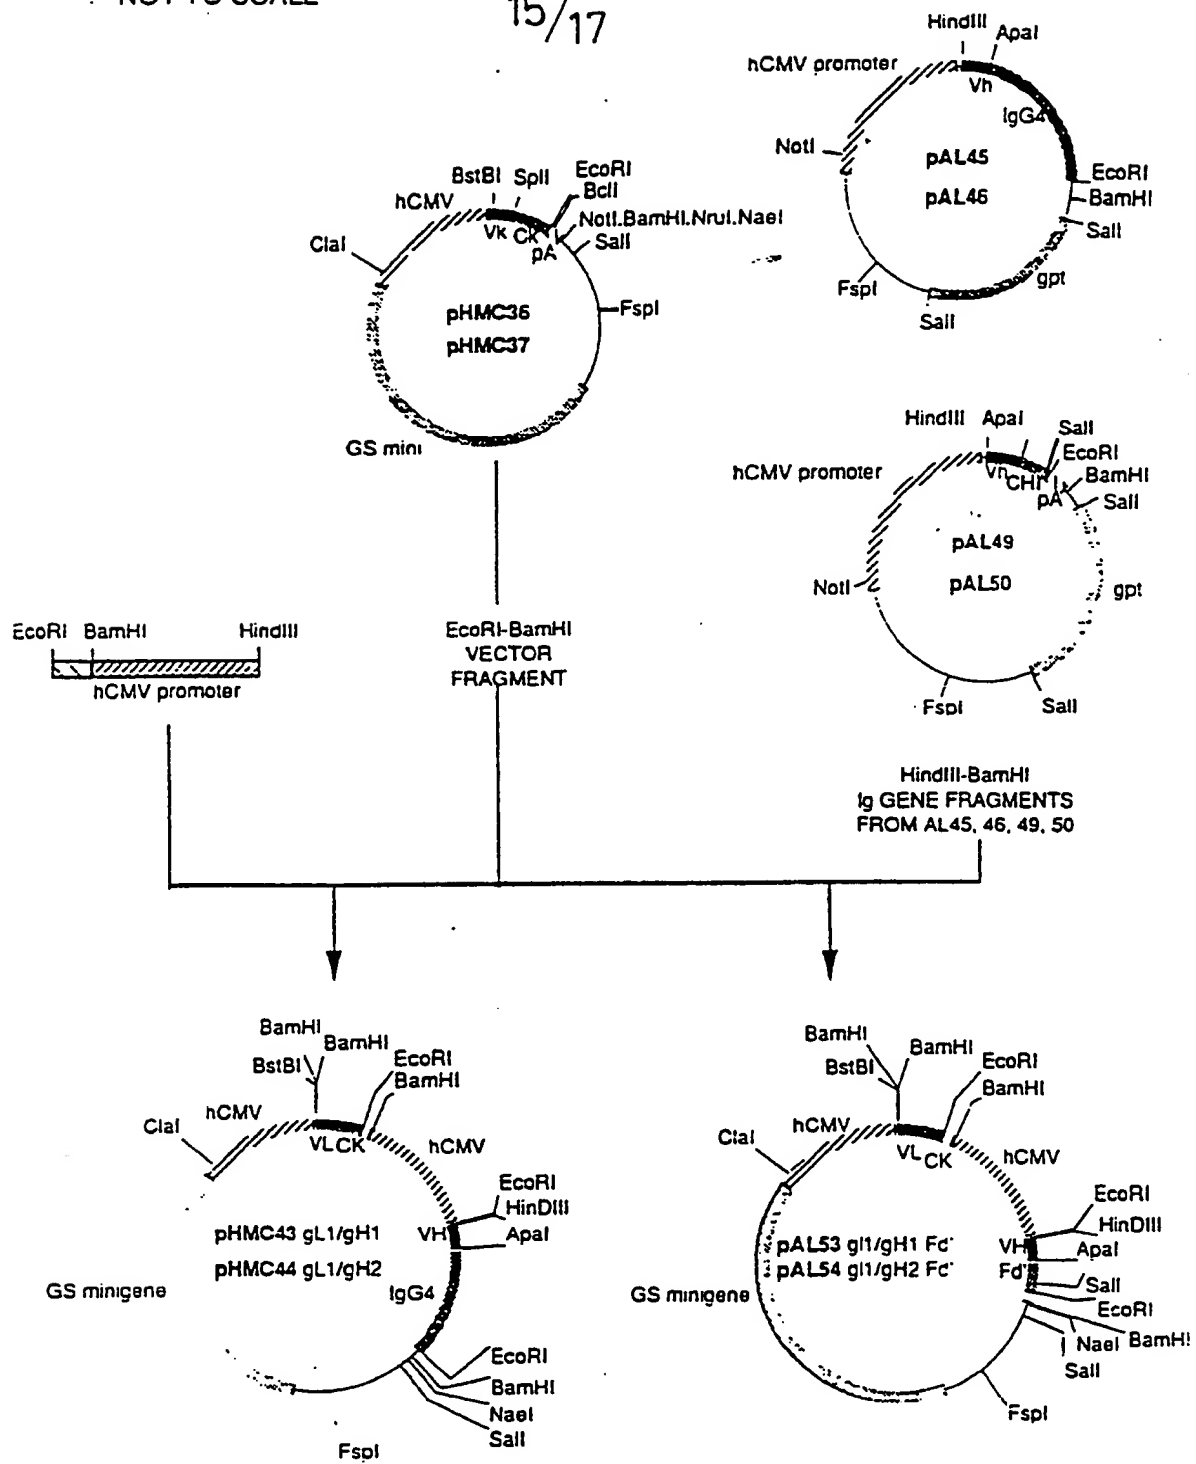 NOT TO SCALE
15/17
HindIII
ApaI
hCMV promoter
Vh
IgG4
NotI
pAL45
pAL46
EcoRI
BamHI
SalI
gpt
FspI
SalI
BstBI
SplI
EcoRI
BclI
hCMV
NotI.BamHI.NruI.NaeI
Vk
CK
pA
SalI
ClaI
FspI
pHMC36
pHMC37
GS mini
HindIII
ApaI
SalI
EcoRI
BamHI
hCMV promoter
CHI
pA
SalI
pAL49
pAL50
NotI
gpt
FspI
SalI
EcoRI
BamHI
HindIII
hCMV promoter
EcoRI-BamHI
VECTOR
FRAGMENT
HindIII-BamHI
Ig GENE FRAGMENTS
FROM AL45, 46, 49, 50
BamHI
BamHI
BstBI
EcoRI
BamHI
hCMV
ClaI
VL
CK
hCMV
EcoRI
HinDIII
VH
ApaI
pHMC43 gL1/gH1
pHMC44 gL1/gH2
IgG4
GS minigene
EcoRI
BamHI
NaeI
SalI
FspI
BamHI
BamHI
BstBI
EcoRI
BamHI
hCMV
ClaI
VL
CK
hCMV
EcoRI
HinDIII
VH
ApaI
pAL53 gl1/gH1 Fd'
pAL54 gl1/gH2 Fd'
Fd'
SalI
GS minigene
EcoRI
BamHI
NaeI
SalI
FspI